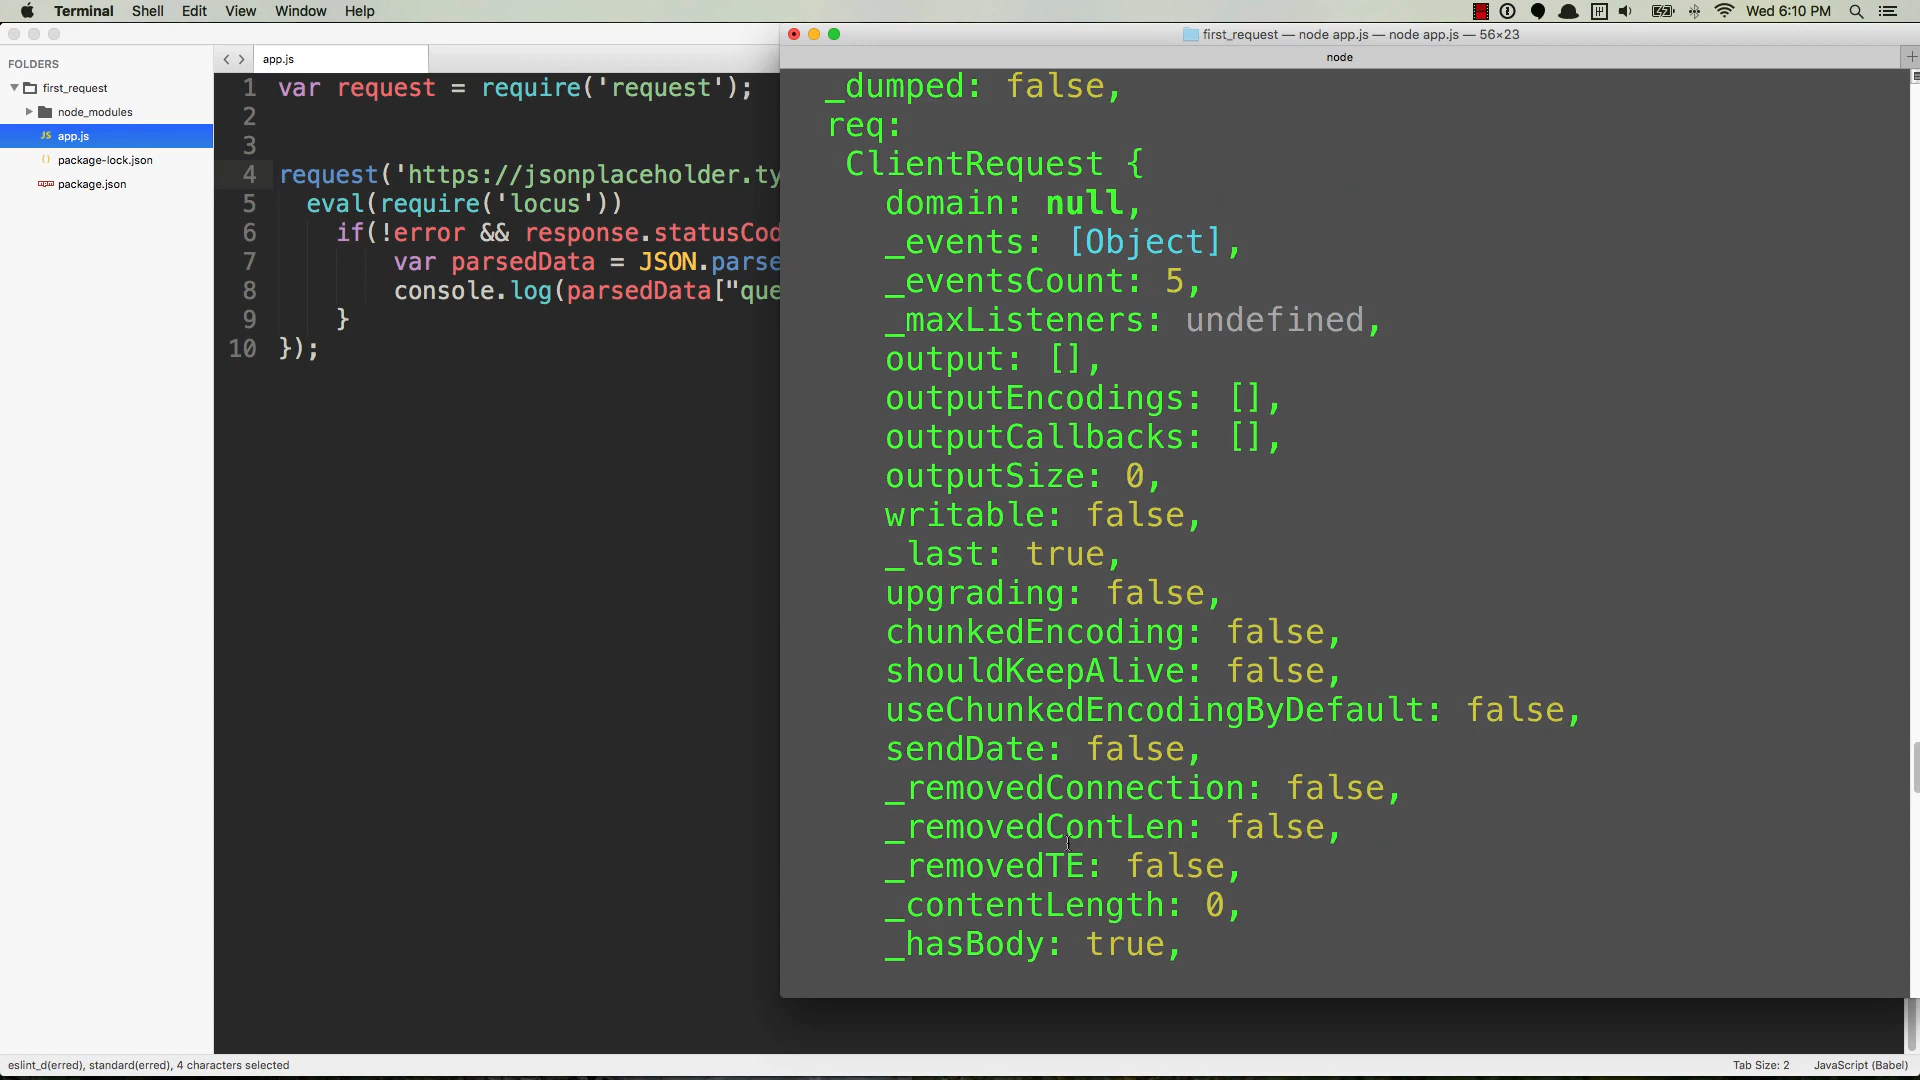 Terminal Shell Edit View Window Help Wed 6:10 PM
first_request — node app.js — node app.js — 56×23
node
FOLDERS
first_request
node_modules
app.js
package-lock.json
package.json
app.js
1 var request = require('request');
2
3
4 request('https://jsonplaceholder.ty
5 eval(require('locus'))
6 if(!error && response.statusCod
7 var parsedData = JSON.parse
8 console.log(parsedData["que
9 }
10 });
_dumped: false,
req:
ClientRequest {
domain: null,
_events: [Object],
_eventsCount: 5,
_maxListeners: undefined,
output: [],
outputEncodings: [],
outputCallbacks: [],
outputSize: 0,
writable: false,
_last: true,
upgrading: false,
chunkedEncoding: false,
shouldKeepAlive: false,
useChunkedEncodingByDefault: false,
sendDate: false,
_removedConnection: false,
_removedContLen: false,
_removedTE: false,
_contentLength: 0,
_hasBody: true,
eslint_d(erred), standard(erred), 4 characters selected
Tab Size: 2 JavaScript (Babel)